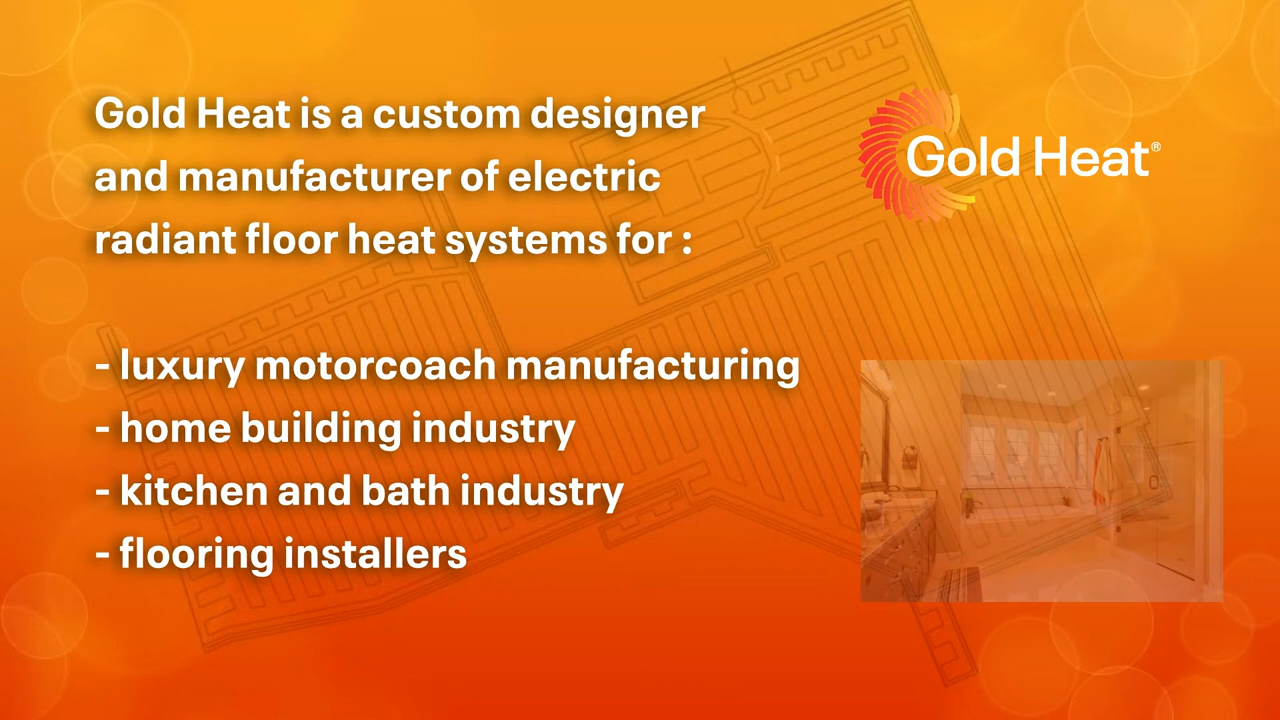 Gold Heat is a custom designer
and manufacturer of electric
radiant floor heat systems for :
- luxury motorcoach manufacturing
- home building industry
- kitchen and bath industry
- flooring installers
Gold Heat®